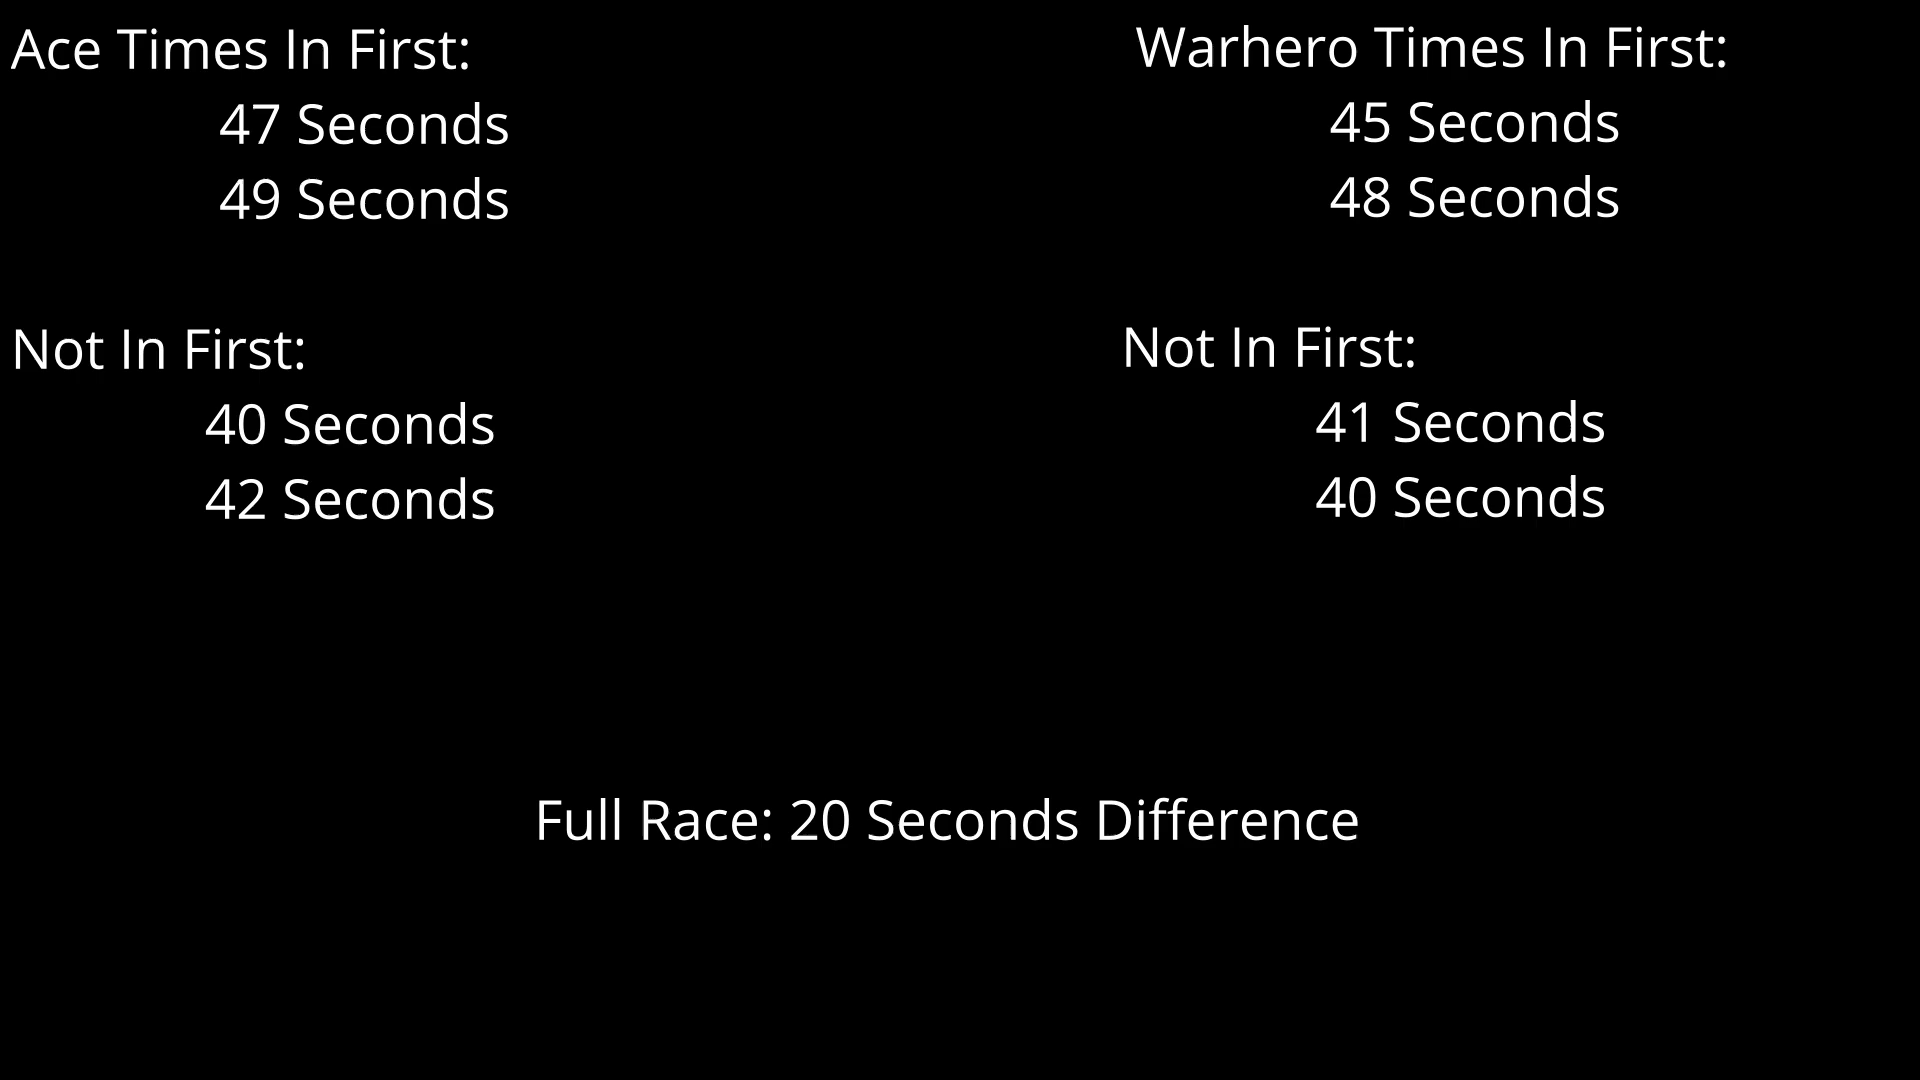 Ace Times In First:
47 Seconds
49 Seconds
Not In First:
40 Seconds
42 Seconds
Warhero Times In First:
45 Seconds
48 Seconds
Not In First:
41 Seconds
40 Seconds
Full Race: 20 Seconds Difference